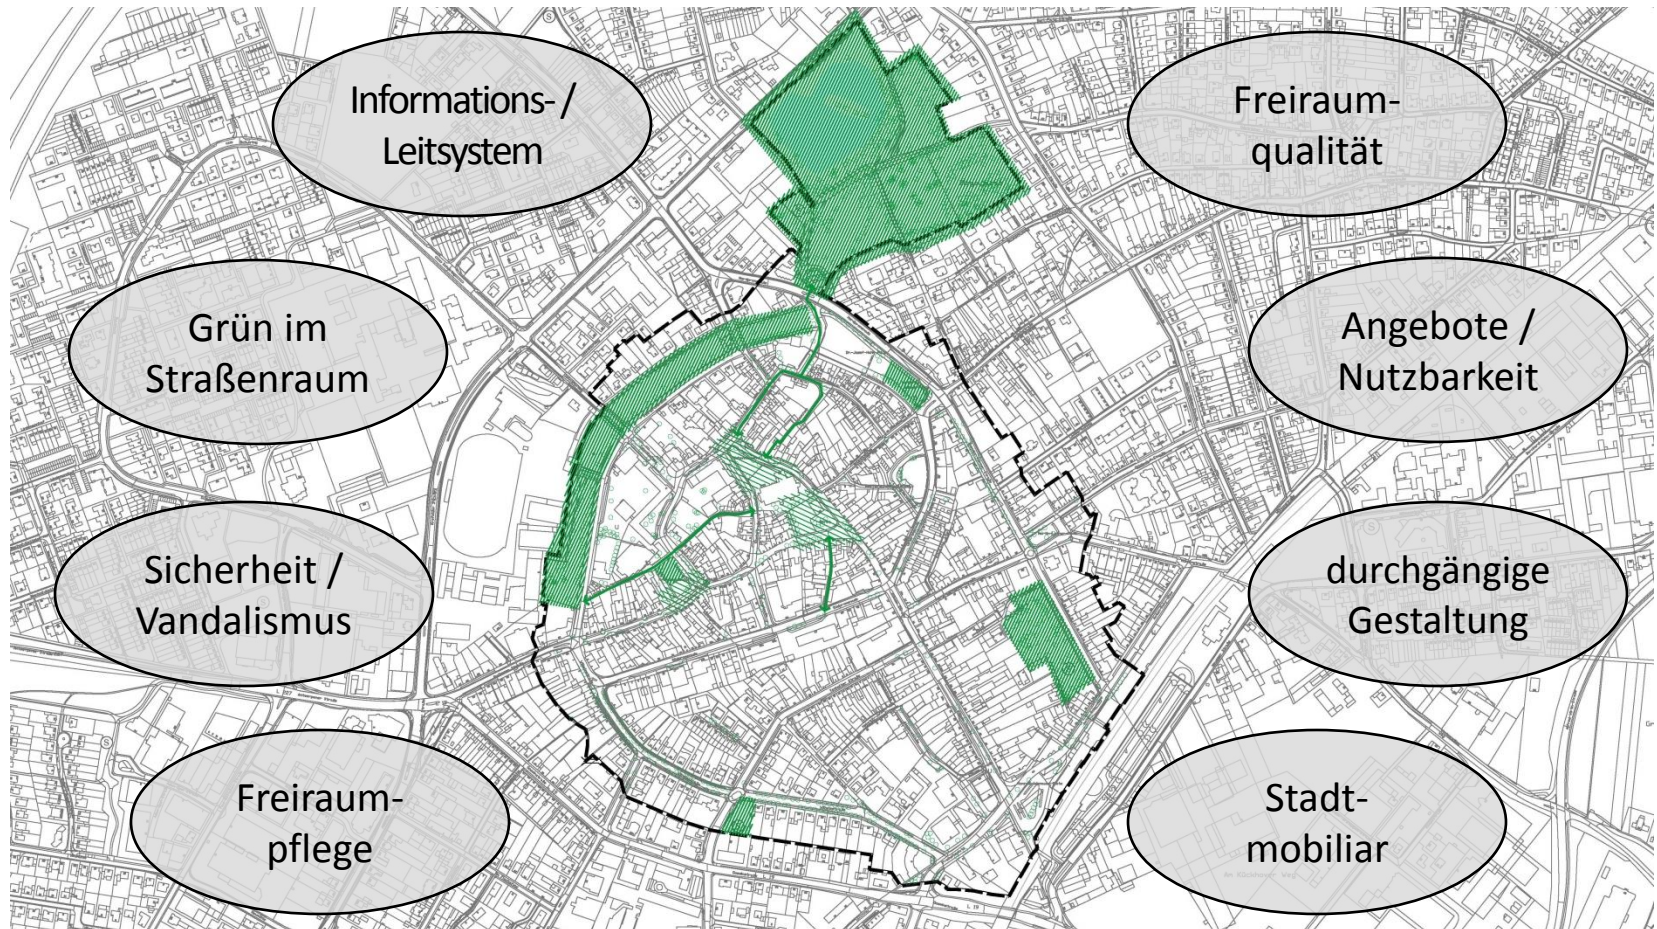 Informations- /
Leitsystem
Freiraum-
qualität
Grün im
Straßenraum
Angebote /
Nutzbarkeit
Sicherheit /
Vandalismus
durchgängige
Gestaltung
Freiraum-
pflege
Stadt-
mobiliar